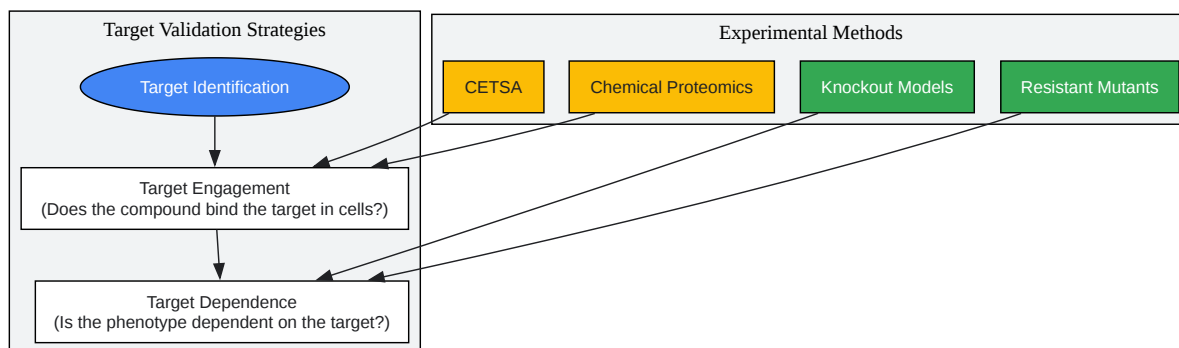 Target Validation Strategies
Experimental Methods
Target Identification
CETSA
Chemical Proteomics
Knockout Models
Resistant Mutants
Target Engagement
(Does the compound bind the target in cells?)
Target Dependence
(Is the phenotype dependent on the target?)